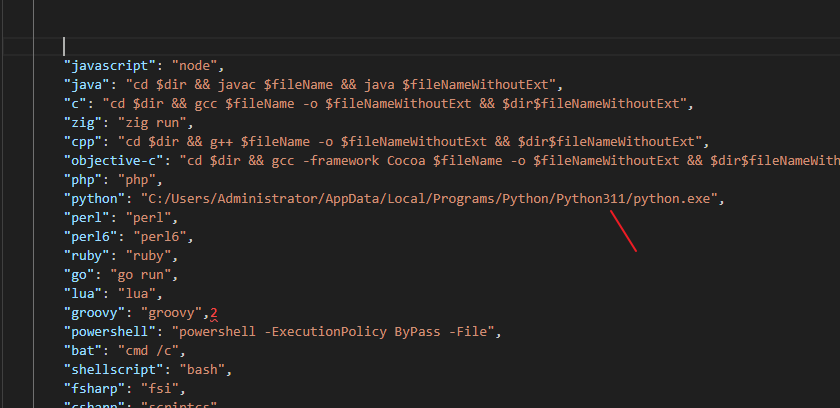 "javascript": "node",
"java": "cd $dir && javac $fileName && java $fileNameWithoutExt",
"c": "cd $dir && gcc $fileName -o $fileNameWithoutExt && $dir$fileNameWithoutExt",
"zig": "zig run",
"cpp": "cd $dir && g++ $fileName -o $fileNameWithoutExt && $dir$fileNameWithoutExt",
"objective-c": "cd $dir && gcc -framework Cocoa $fileName -o $fileNameWithoutExt && $dir$fileNameWith
"php": "php",
"python": "C:/Users/Administrator/AppData/Local/Programs/Python/Python311/python.exe",
"perl": "perl",
"perl6": "perl6",
"ruby": "ruby",
"go": "go run",
"lua": "lua",
"groovy": "groovy",2
"powershell": "powershell -ExecutionPolicy ByPass -File",
"bat": "cmd /c",
"shellscript": "bash",
"fsharp": "fsi",
"csharp": "scriptcs",